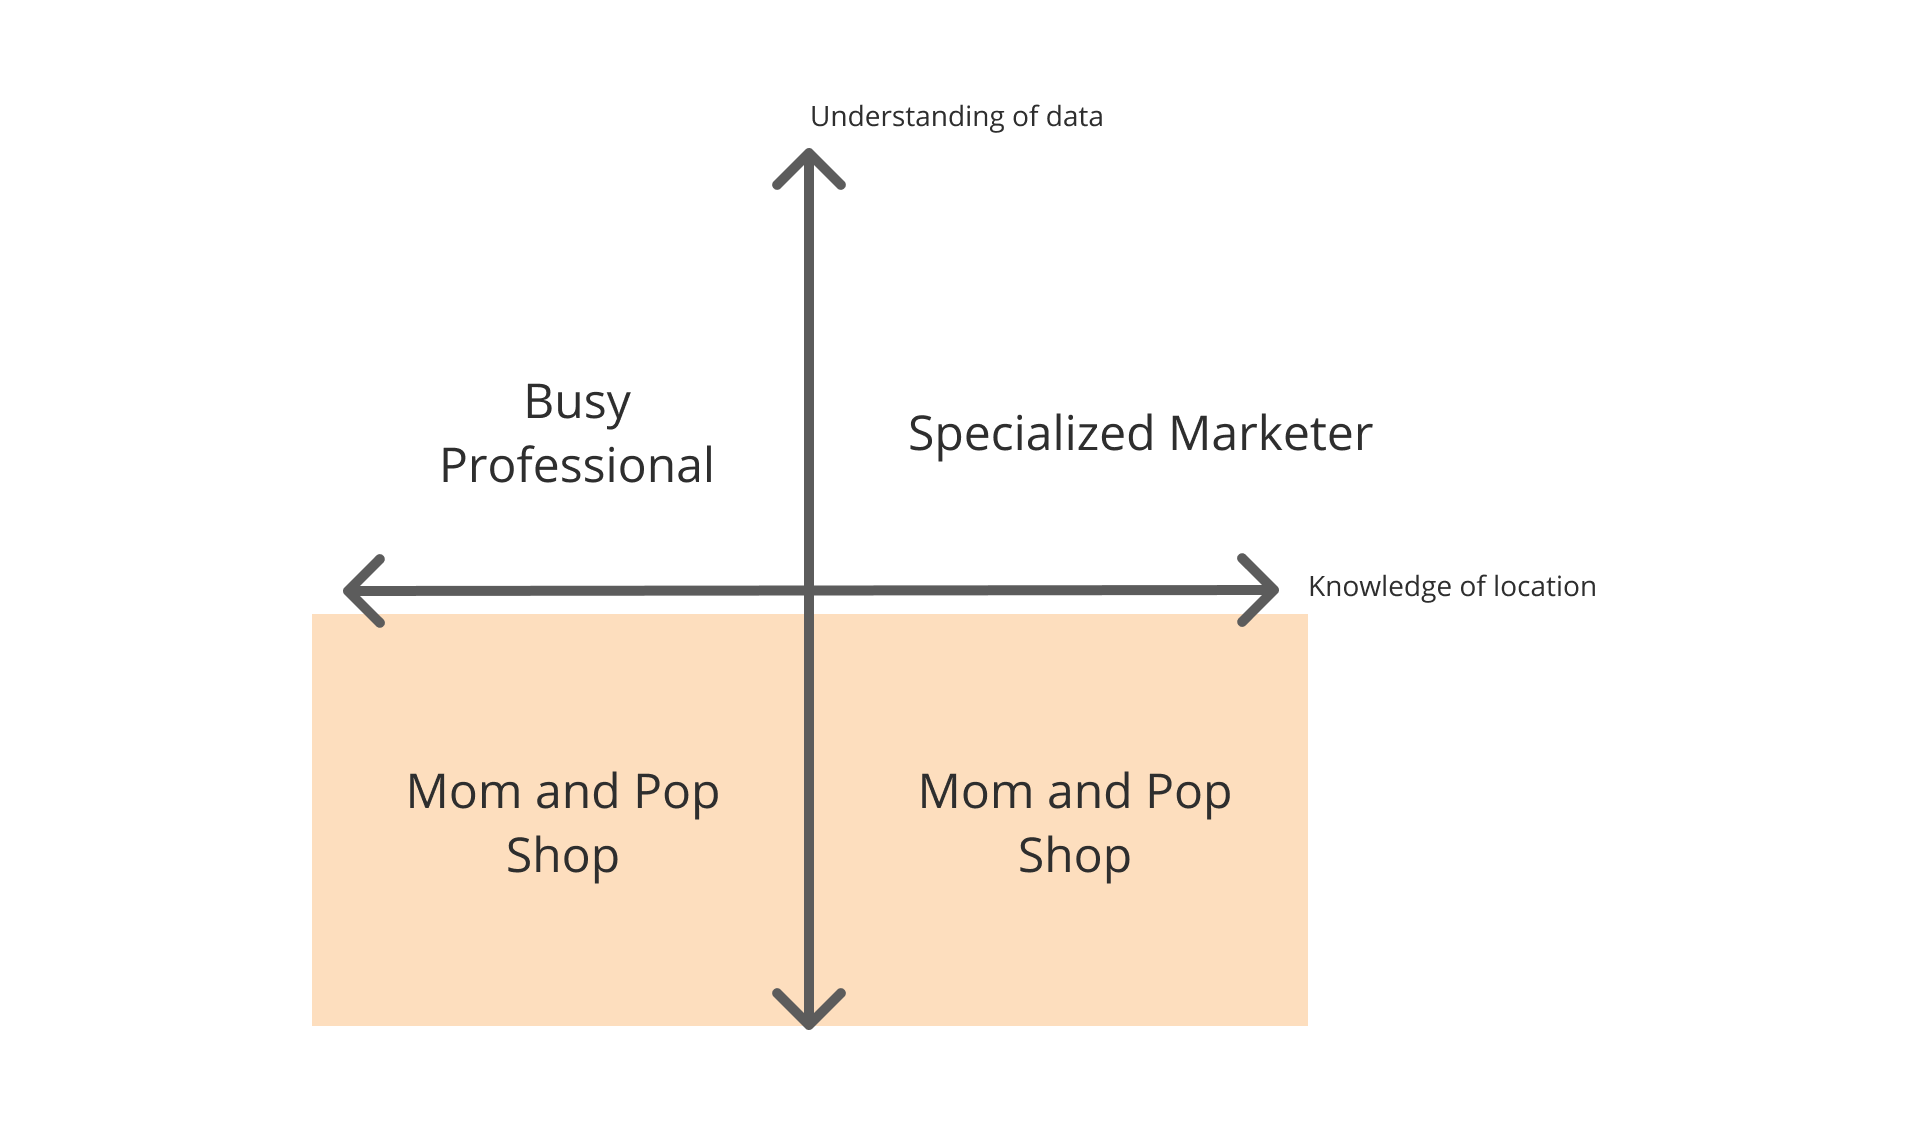 Understanding of data
Busy
Professional
Specialized Marketer
Knowledge of location
Mom and Pop
Shop
Mom and Pop
Shop